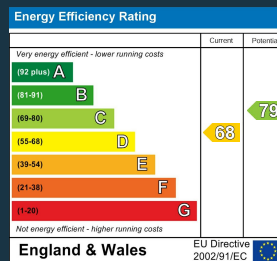 Energy Efficiency Rating
Current Potential
Very energy efficient - lower running costs
(92 plus) A
(81-91) B
(69-80) C
(55-68) D
(39-54) E
(21-38) F
(1-20) G
68
79
Not energy efficient - higher running costs
England & Wales
EU Directive
2002/91/EC